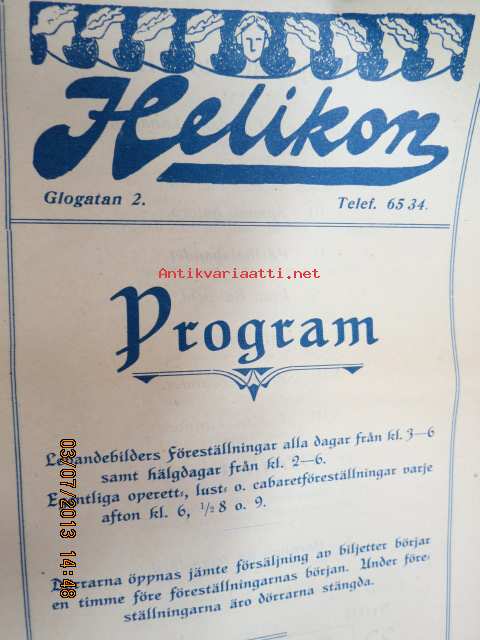 Helikon
Glogatan 2. Telef. 65 34.
Antikvariaatti.net
Program
Levandebilders Föreställningar alla dagar från kl. 3—6
samt hälgdagar från kl. 2—6.
Egentliga operett-, lust- o. cabaretföreställningar varje
afton kl. 6, 1/2 8 o. 9.
Dörrarna öppnas jämte försäljning av biljetter börjar
en timme före föreställningarnas början. Under före-
ställningarna äro dörrarna stängda.
03/07/2013 14:48